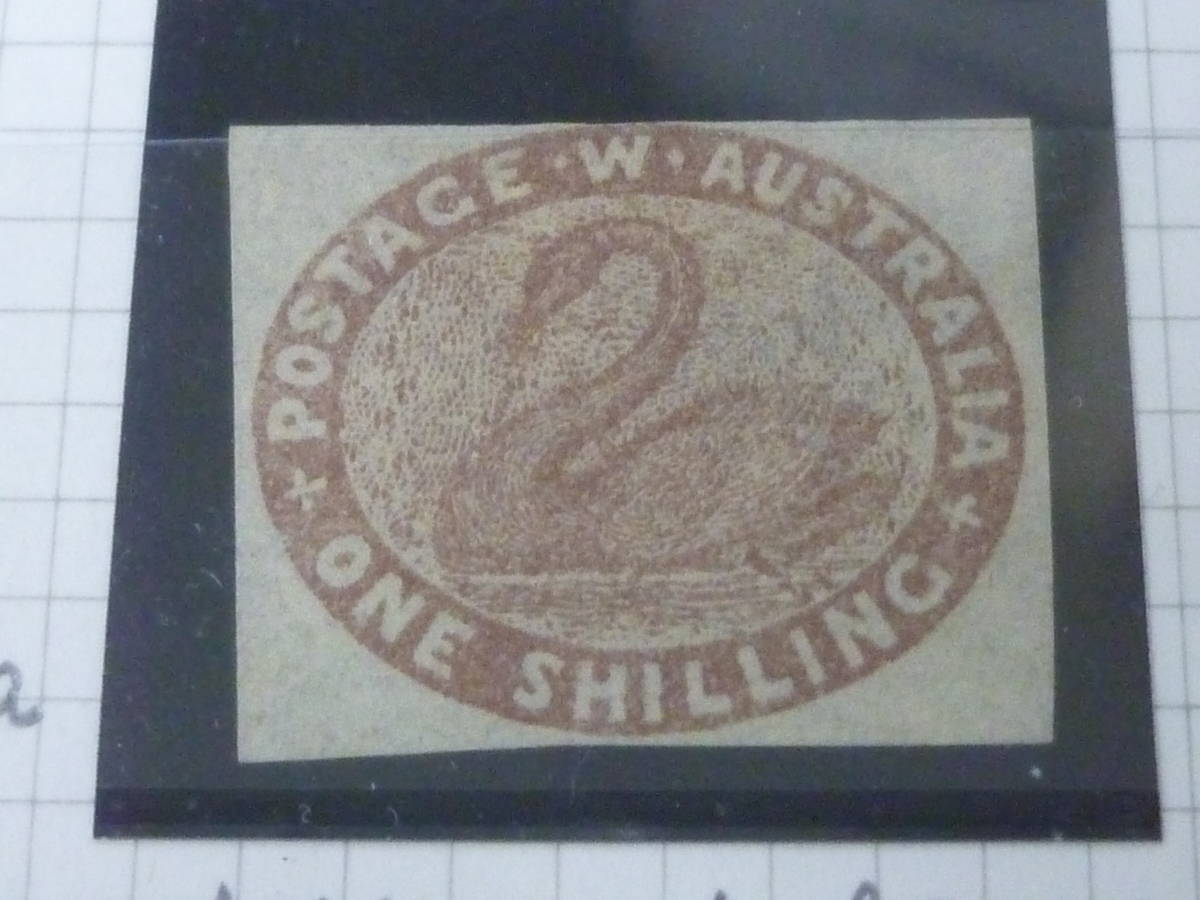 POSTAGE · W · AUSTRALIA
ONE SHILLING